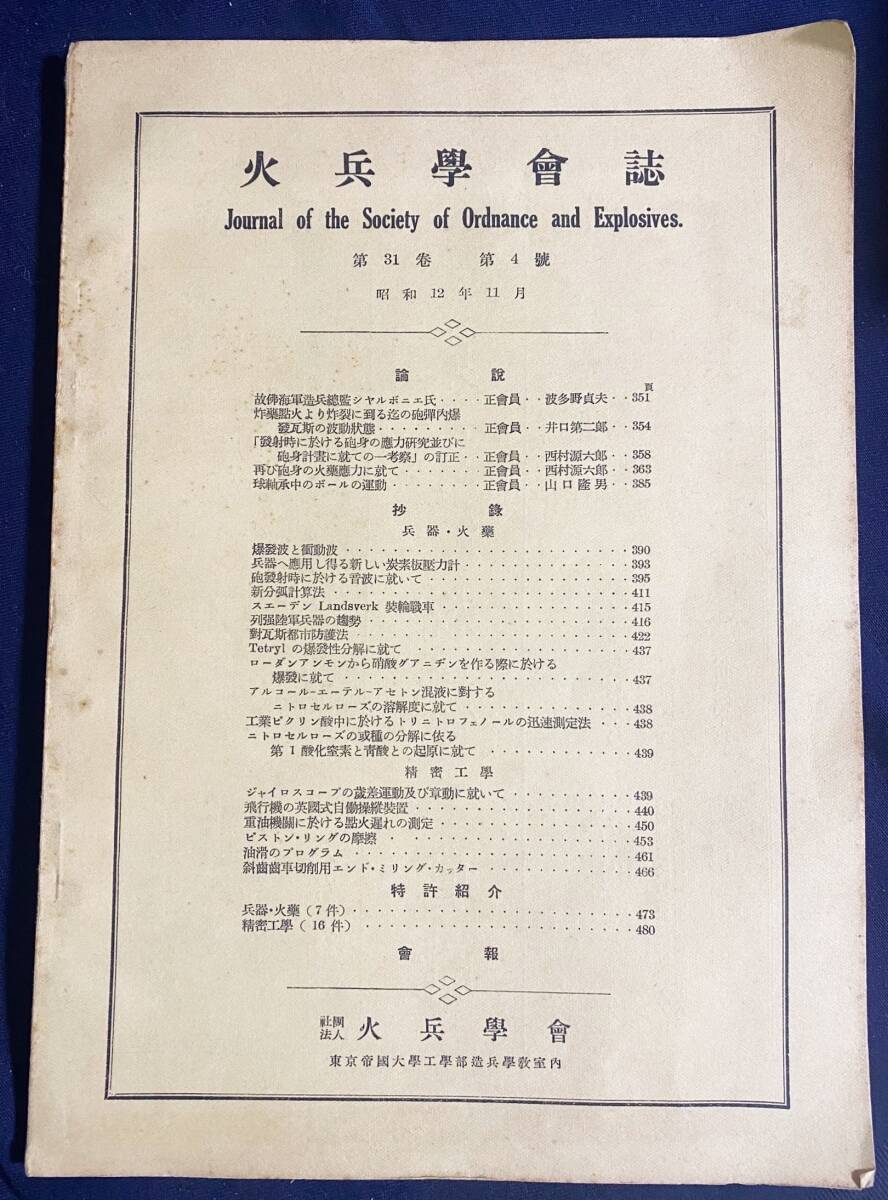 火兵學會誌
Journal of the Society of Ordnance and Explosives.
第 31 卷 第 4 號
昭和 12 年 11 月
論說
頁
故佛海軍造兵總監シヤルボニエ氏 ‥‥ 正會員 ‥ 波多野貞夫 ‥ 351
炸藥點火より炸裂に到る迄の砲彈內爆
發瓦斯の波動狀態 ‥‥‥‥‥ 正會員 ‥ 井口第二郞 ‥ 354
「發射時に於ける砲身の應力硏究並びに
砲身計畫に就ての一考察」の訂正 ‥ 正會員 ‥ 西村源六郞 ‥ 358
再び砲身の火藥應力に就て ‥‥‥‥ 正會員 ‥ 西村源六郞 ‥ 363
球軸承中のボールの運動 ‥‥‥‥ 正會員 ‥ 山口隆男 ‥ 385
抄錄
兵器・火藥
爆發波と衝動波 ‥‥‥‥‥‥‥‥ 390
兵器へ應用し得る新しい炭素板壓力計 ‥‥‥‥‥‥ 393
砲發射時に於ける音波に就いて ‥‥‥‥‥‥ 395
新分弧計算法 ‥‥‥‥‥‥‥‥ 411
スエーデン Landsverk 裝輪戰車 ‥‥‥‥‥‥ 415
列强陸軍兵器の趨勢 ‥‥‥‥‥‥‥‥ 416
對瓦斯都市防護法 ‥‥‥‥‥‥‥‥ 422
Tetryl の爆發性分解に就て ‥‥‥‥‥‥ 437
ローダンアンモンから硝酸グアニヂンを作る際に於ける
爆發に就て ‥‥‥‥‥‥‥‥ 437
アルコール-エーテル-アセトン混液に對する
ニトロセルローズの溶解度に就て ‥‥‥‥‥‥ 438
工業ピクリン酸中に於けるトリニトロフェノールの迅速測定法 ‥‥ 438
ニトロセルローズの或種の分解に依る
第 1 酸化窒素と靑酸との起原に就て ‥‥‥‥ 439
精密工學
ジャイロスコープの歲差運動及び章動に就いて ‥‥‥‥ 439
飛行機の英國式自働操縱裝置 ‥‥‥‥‥‥ 440
重油機關に於ける點火遲れの測定 ‥‥‥‥‥‥ 450
ピストン・リングの摩擦 ‥‥‥‥‥‥ 453
油滑のプログラム ‥‥‥‥‥‥‥‥ 461
斜齒齒車切削用エンド・ミリング・カッター ‥‥‥‥ 466
特許紹介
兵器・火藥 ( 7 件 ) ‥‥‥‥‥‥‥‥ 473
精密工學 ( 16 件 ) ‥‥‥‥‥‥‥‥ 480
會報
社團法人 火兵學會
東京帝國大學工學部造兵學敎室內